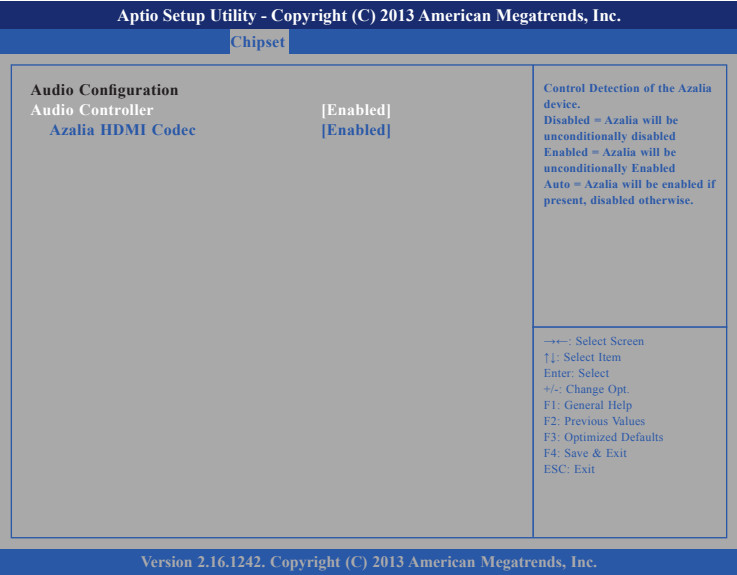 Aptio Setup Utility - Copyright (C) 2013 American Megatrends, Inc.
Chipset
Audio Configuration
Audio Controller [Enabled]
Azalia HDMI Codec [Enabled]
Control Detection of the Azalia
device.
Disabled = Azalia will be
unconditionally disabled
Enabled = Azalia will be
unconditionally Enabled
Auto = Azalia will be enabled if
present, disabled otherwise.
→←: Select Screen
↑↓: Select Item
Enter: Select
+/-: Change Opt.
F1: General Help
F2: Previous Values
F3: Optimized Defaults
F4: Save & Exit
ESC: Exit
Version 2.16.1242. Copyright (C) 2013 American Megatrends, Inc.